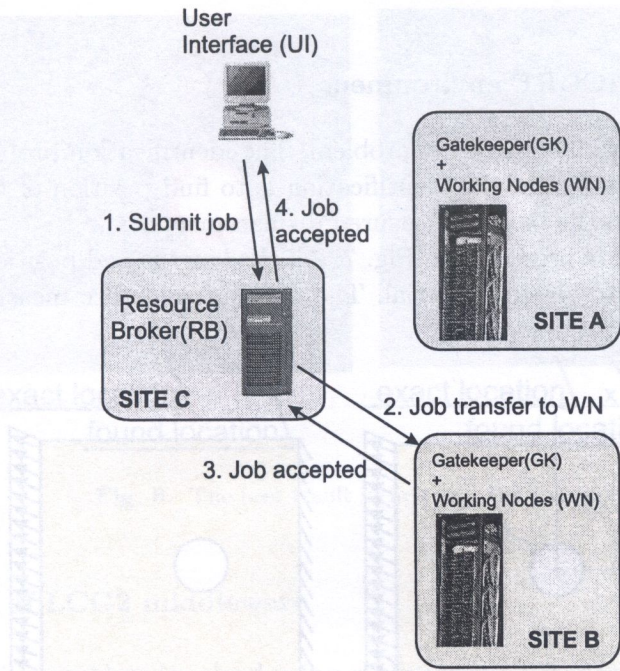 User
Interface (UI)
Gatekeeper(GK)
+
Working Nodes (WN)
SITE A
1. Submit job
4. Job
accepted
Resource
Broker(RB)
SITE C
2. Job transfer to WN
3. Job accepted
Gatekeeper(GK)
+
Working Nodes (WN)
SITE B